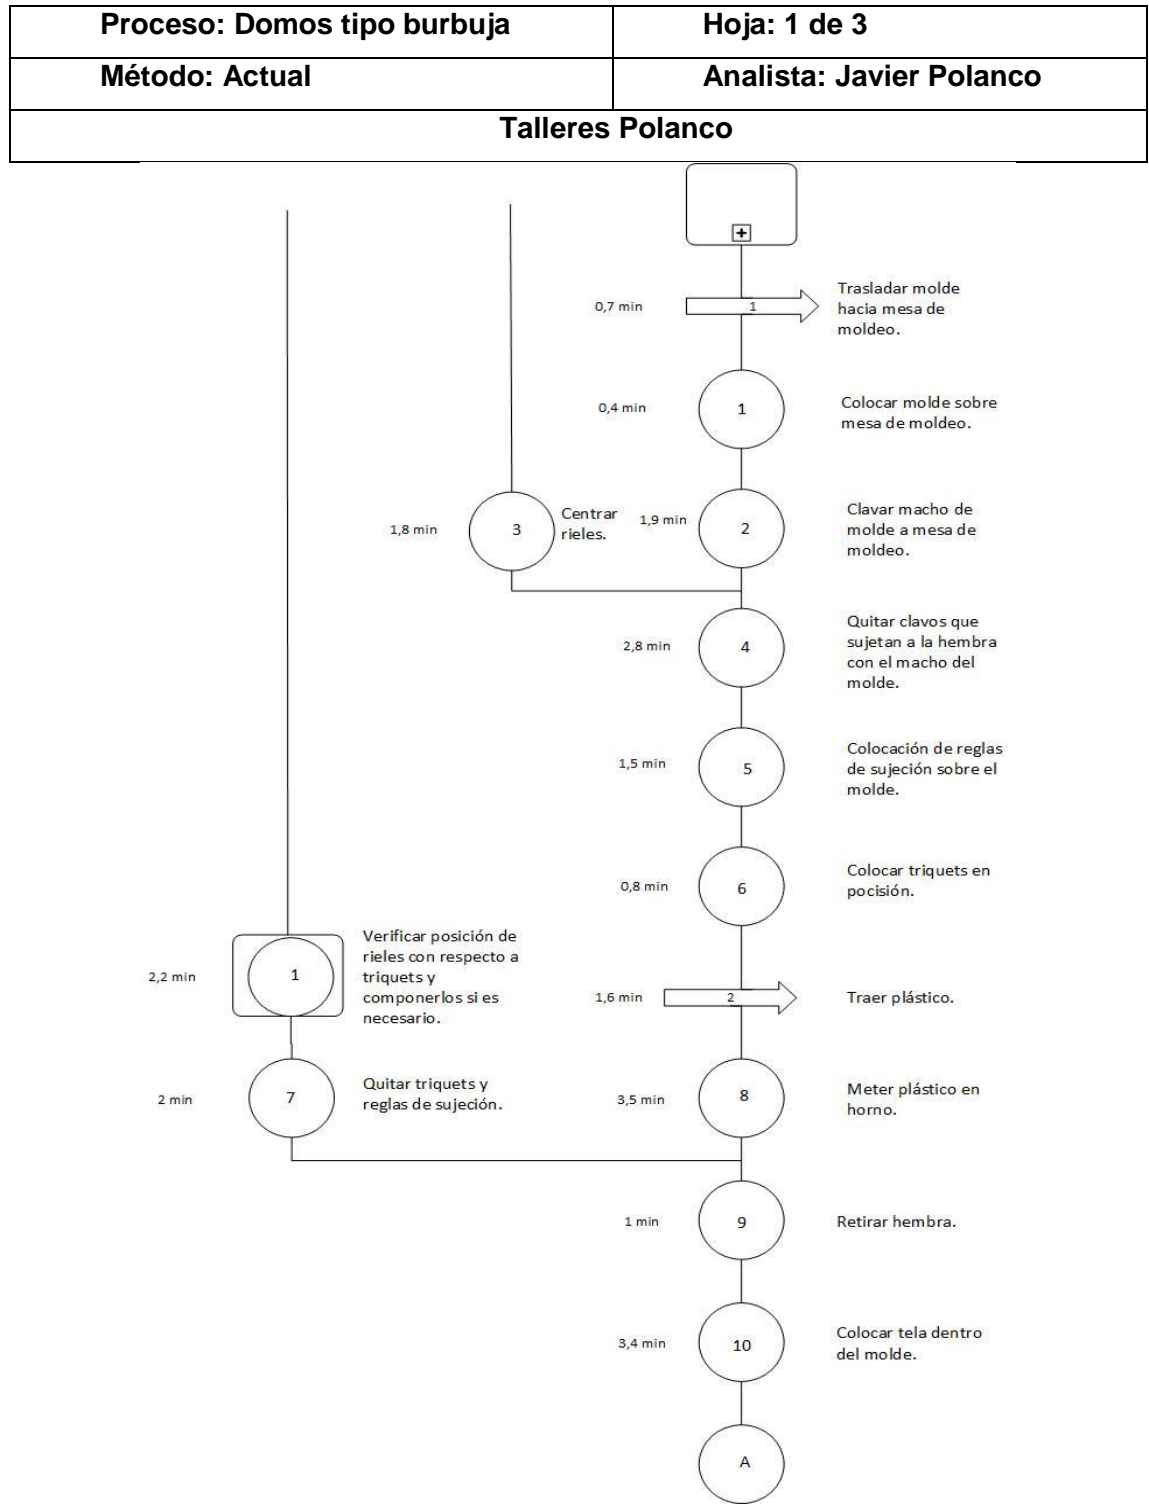 Proceso: Domos tipo burbuja
Hoja: 1 de 3
Método: Actual
Analista: Javier Polanco
Talleres Polanco
0,7 min
1
Trasladar molde
hacia mesa de
moldeo.
0,4 min
1
Colocar molde sobre
mesa de moldeo.
1,8 min
3
Centrar
rieles.
1,9 min
2
Clavar macho de
molde a mesa de
moldeo.
2,8 min
4
Quitar clavos que
sujetan a la hembra
con el macho del
molde.
1,5 min
5
Colocación de reglas
de sujeción sobre el
molde.
0,8 min
6
Colocar triquets en
pocisión.
2,2 min
1
Verificar posición de
rieles con respecto a
triquets y
componerlos si es
necesario.
1,6 min
2
Traer plástico.
2 min
7
Quitar triquets y
reglas de sujeción.
3,5 min
8
Meter plástico en
horno.
1 min
9
Retirar hembra.
3,4 min
10
Colocar tela dentro
del molde.
A